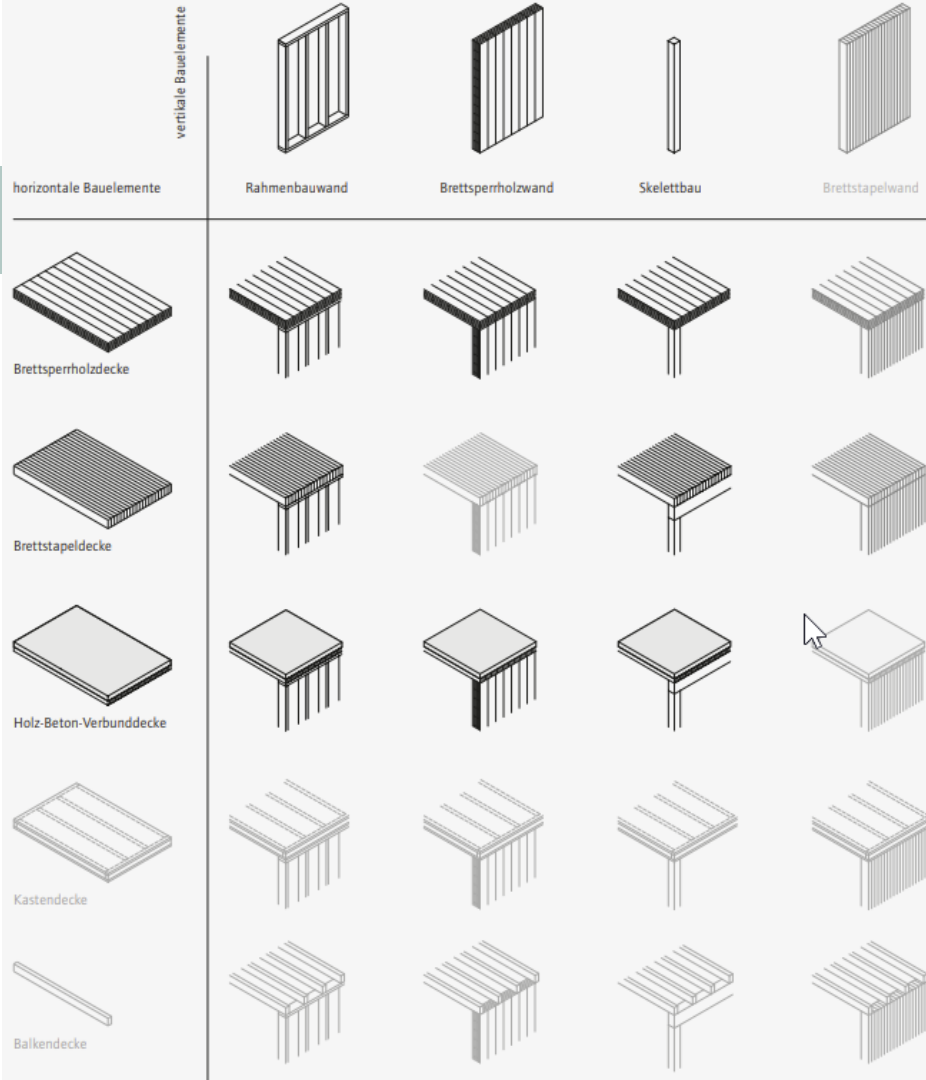 vertikale Bauelemente
horizontale Bauelemente
Rahmenbauwand
Brettsperrholzwand
Skelettbau
Brettstapelwand
Brettsperrholzdecke
Brettstapeldecke
Holz-Beton-Verbunddecke
Kastendecke
Balkendecke